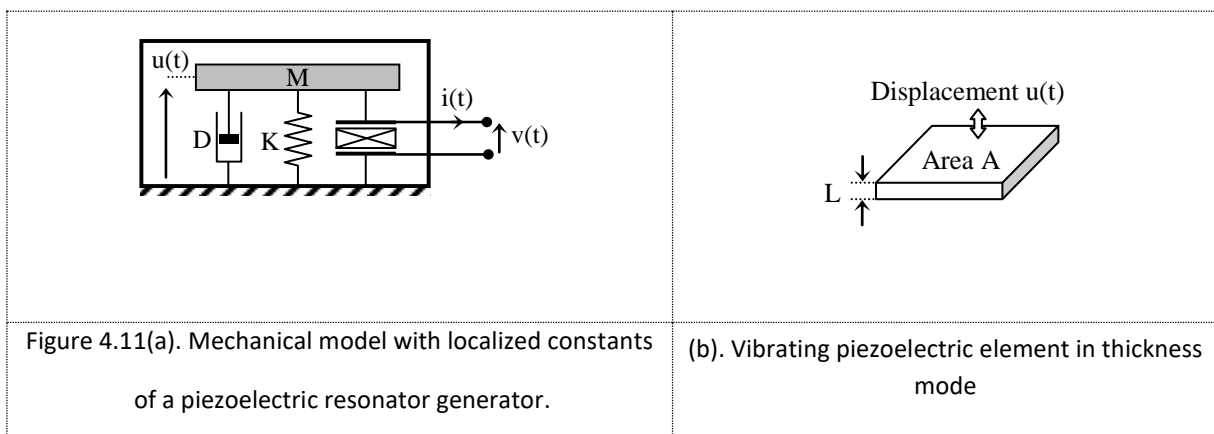 u(t)
M
i(t)
D
K
v(t)
Displacement u(t)
Area A
L
Figure 4.11(a). Mechanical model with localized constants
of a piezoelectric resonator generator.
(b). Vibrating piezoelectric element in thickness
mode